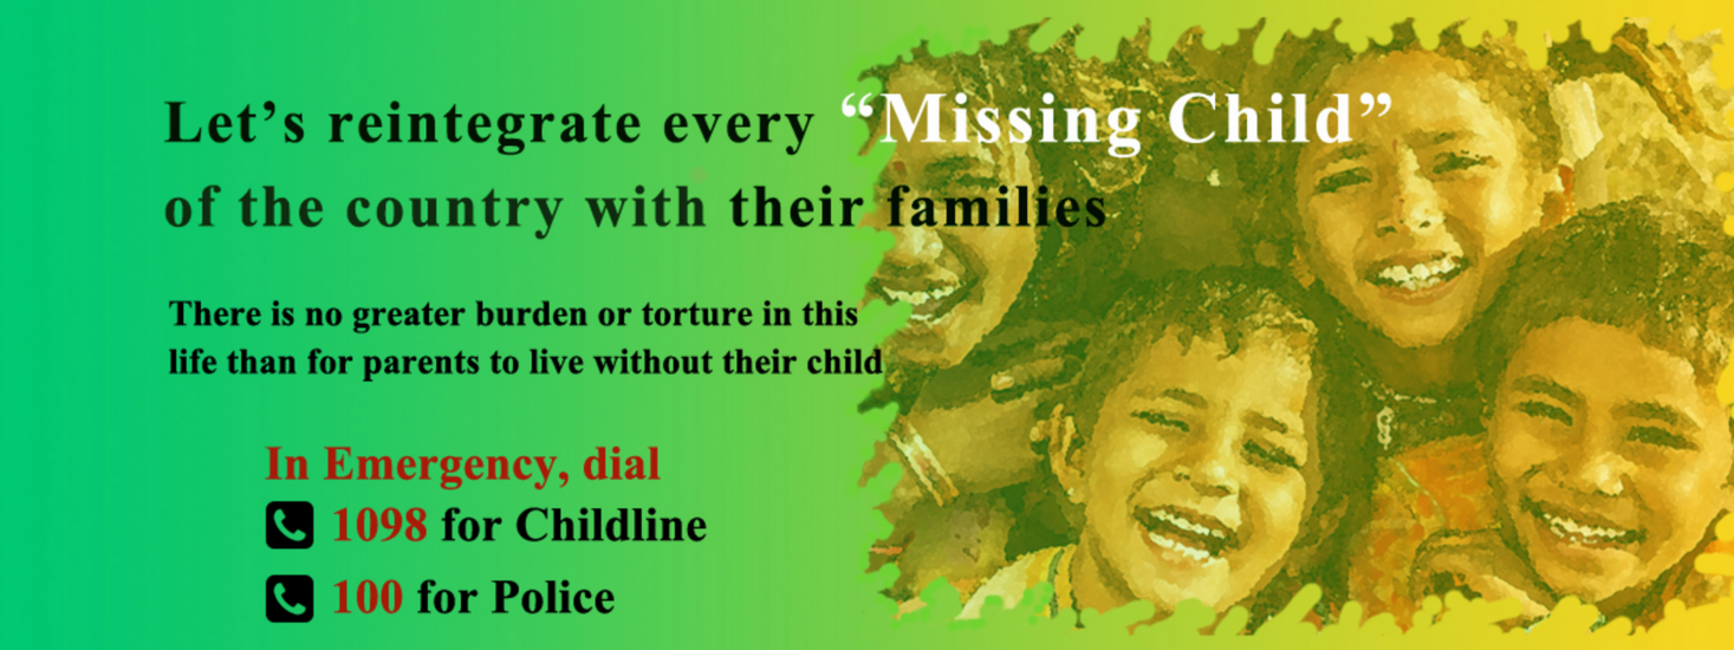 Let’s reintegrate every “Missing Child”
of the country with their families
There is no greater burden or torture in this
life than for parents to live without their child
In Emergency, dial
1098 for Childline
100 for Police